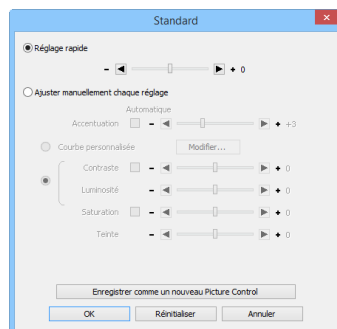 Standard
Réglage rapide
- + 0
Ajuster manuellement chaque réglage
Automatique
Accentuation - + +3
Courbe personnalisée Modifier...
Contraste - + 0
Luminosité - + 0
Saturation - + 0
Teinte - + 0
Enregistrer comme un nouveau Picture Control
OK Réinitialiser Annuler